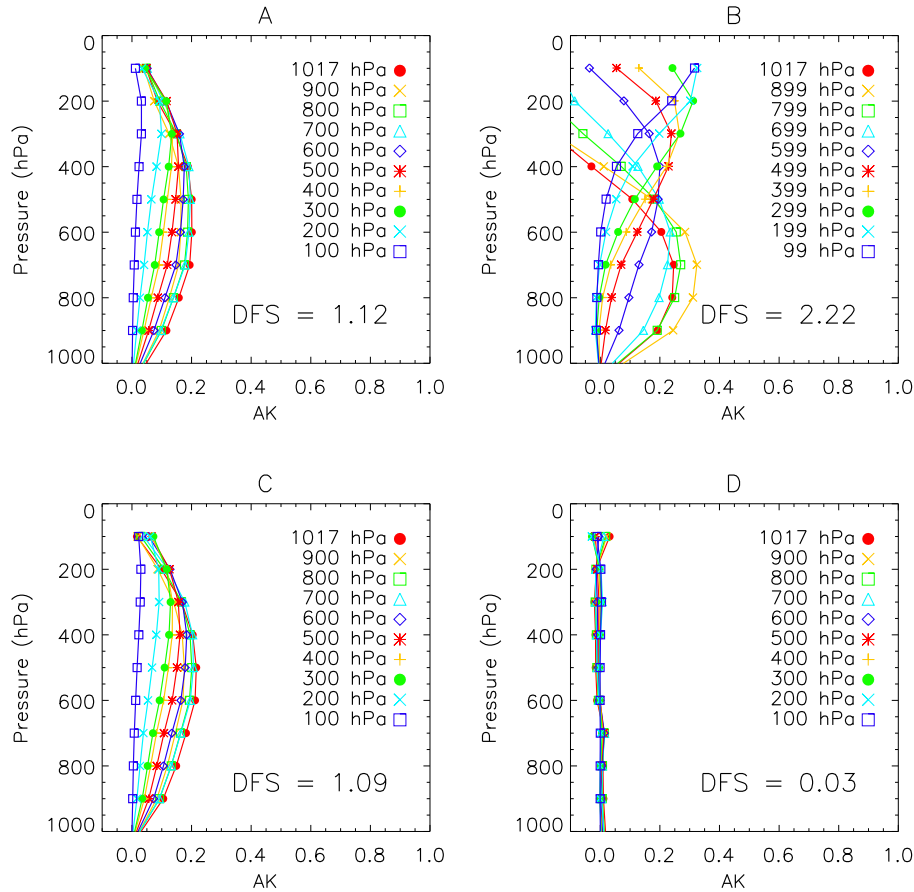 A
0
200
400
600
800
1000
Pressure (hPa)
1017 hPa
900 hPa
800 hPa
700 hPa
600 hPa
500 hPa
400 hPa
300 hPa
200 hPa
100 hPa
DFS = 1.12
0.0 0.2 0.4 0.6 0.8 1.0
AK
B
0
200
400
600
800
1000
Pressure (hPa)
1017 hPa
899 hPa
799 hPa
699 hPa
599 hPa
499 hPa
399 hPa
299 hPa
199 hPa
99 hPa
DFS = 2.22
0.0 0.2 0.4 0.6 0.8 1.0
AK
C
0
200
400
600
800
1000
Pressure (hPa)
1017 hPa
900 hPa
800 hPa
700 hPa
600 hPa
500 hPa
400 hPa
300 hPa
200 hPa
100 hPa
DFS = 1.09
0.0 0.2 0.4 0.6 0.8 1.0
AK
D
0
200
400
600
800
1000
Pressure (hPa)
1017 hPa
900 hPa
800 hPa
700 hPa
600 hPa
500 hPa
400 hPa
300 hPa
200 hPa
100 hPa
DFS = 0.03
0.0 0.2 0.4 0.6 0.8 1.0
AK